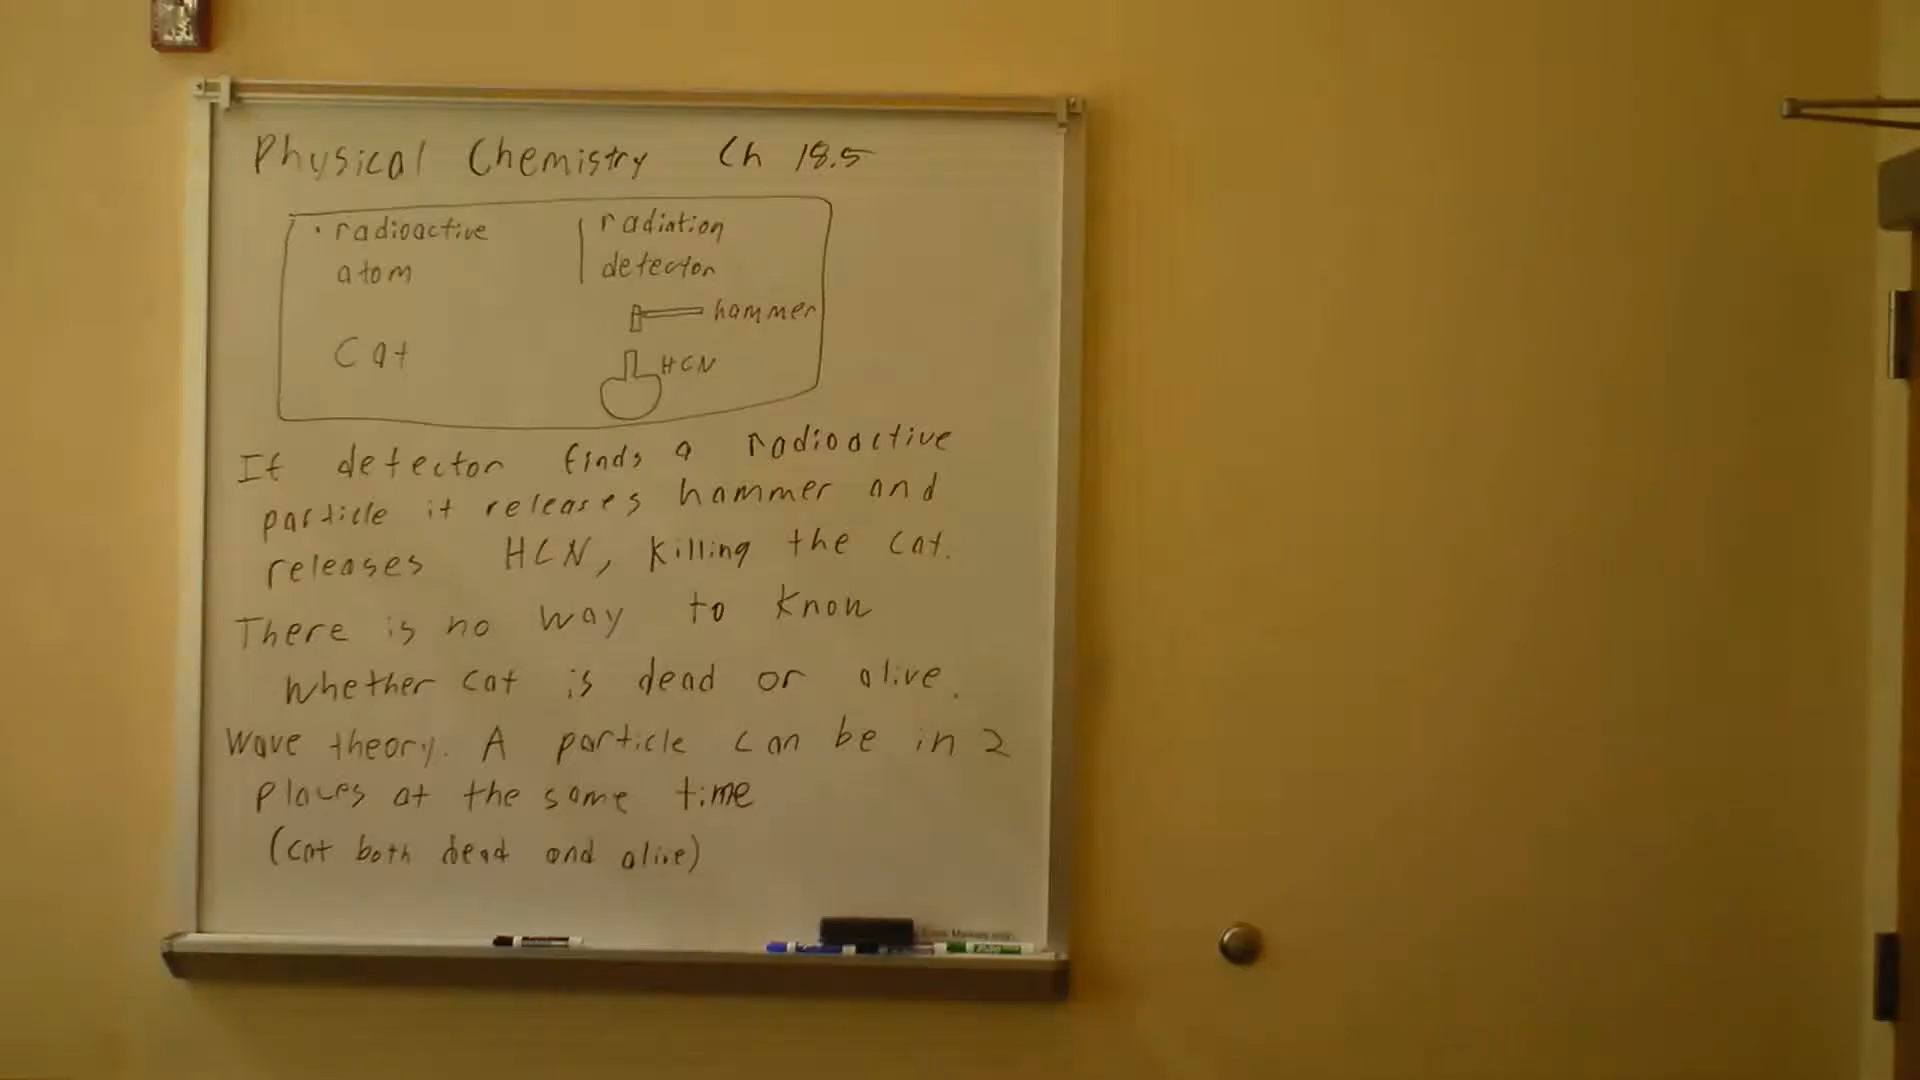 Physical Chemistry Ch 18.5
radioactive
atom
radiation
detector
hammer
Cat
HCN
If detector finds a radioactive
particle it releases hammer and
releases HCN, killing the cat.
There is no way to know
whether cat is dead or alive.
Wave theory. A particle can be in 2
places at the same time
(cat both dead and alive)